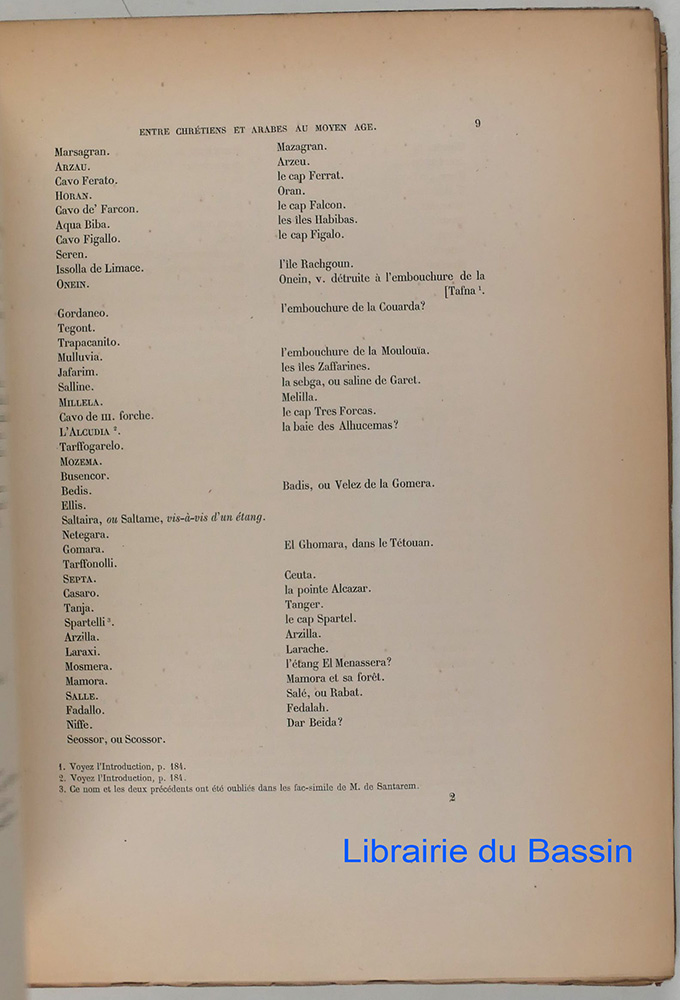 ENTRE CHRÉTIENS ET ARABES AU MOYEN AGE. 9
Marsagran. Mazagran.
ARZAU. Arzeu.
Cavo Ferato. le cap Ferrat.
HORAN. Oran.
Cavo de' Farcon. le cap Falcon.
Aqua Biba. les îles Habibas.
Cavo Figallo. le cap Figalo.
Seren.
Issolla de Limace. l'île Rachgoun.
ONEIN. Onein, v. détruite à l'embouchure de la
[Tafna 1.
Gordaneo. l'embouchure de la Couarda?
Tegont.
Trapacanito.
Mulluvia. l'embouchure de la Moulouïa.
Jafarim. les îles Zaffarines.
Salline. la sebga, ou saline de Garet.
MILLELA. Melilla.
Cavo de III. forche. le cap Tres Forcas.
L'ALCUDIA 2. la baie des Alhucemas?
Tarffogarelo.
MOZEMA.
Busencor.
Bedis. Badis, ou Velez de la Gomera.
Ellis.
Saltaira, ou Saltame, vis-à-vis d'un étang.
Netegara.
Gomara. El Ghomara, dans le Tétouan.
Tarffonolli.
SEPTA. Ceuta.
Casaro. la pointe Alcazar.
Tanja. Tanger.
Spartelli 3. le cap Spartel.
Arzilla. Arzilla.
Laraxi. Larache.
Mosmera. l'étang El Menassera?
Mamora. Mamora et sa forêt.
SALLE. Salé, ou Rabat.
Fadallo. Fedalah.
Niffe. Dar Beida?
Scossor, ou Scossor.
1. Voyez l'Introduction, p. 184.
2. Voyez l'Introduction, p. 184.
3. Ce nom et les deux précédents ont été oubliés dans les fac-simile de M. de Santarem.
2
Librairie du Bassin